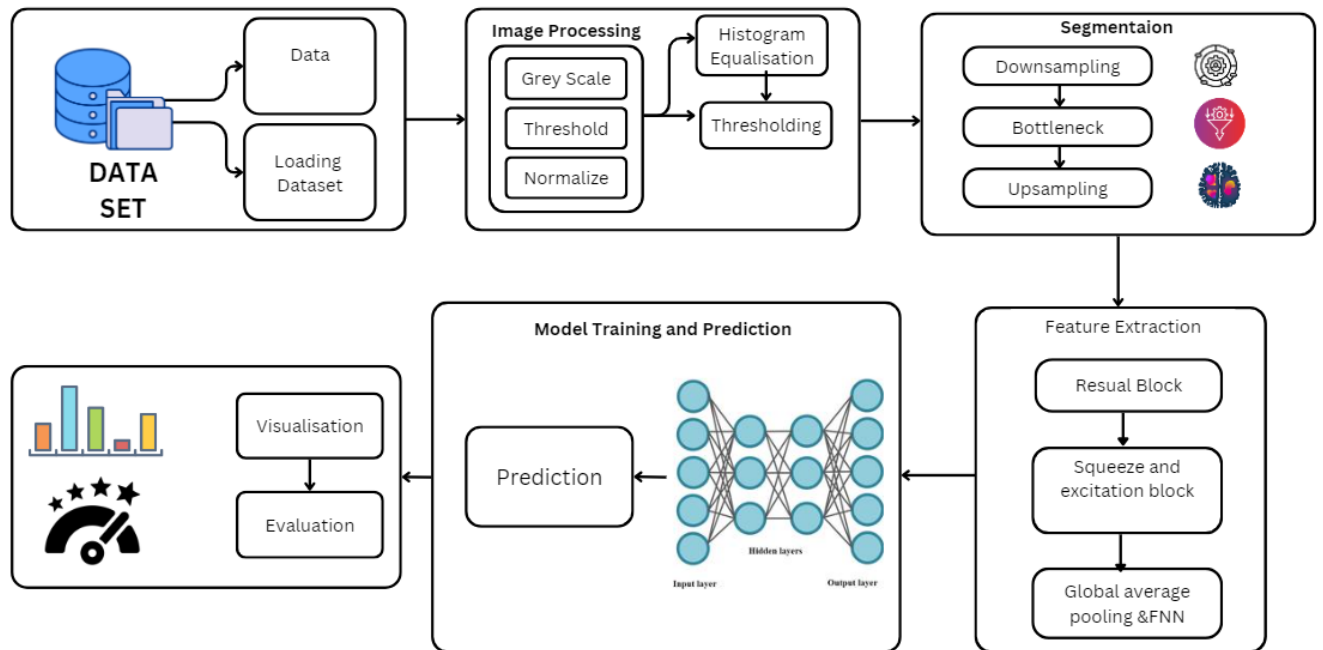 DATA
SET
Data
Loading
Dataset
Image Processing
Grey Scale
Threshold
Normalize
Histogram
Equalisation
Thresholding
Segmentaion
Downsampling
Bottleneck
Upsampling
Feature Extraction
Resual Block
Squeeze and
excitation block
Global average
pooling &FNN
Model Training and Prediction
Input layer
Hidden layers
Output layer
Prediction
Visualisation
Evaluation